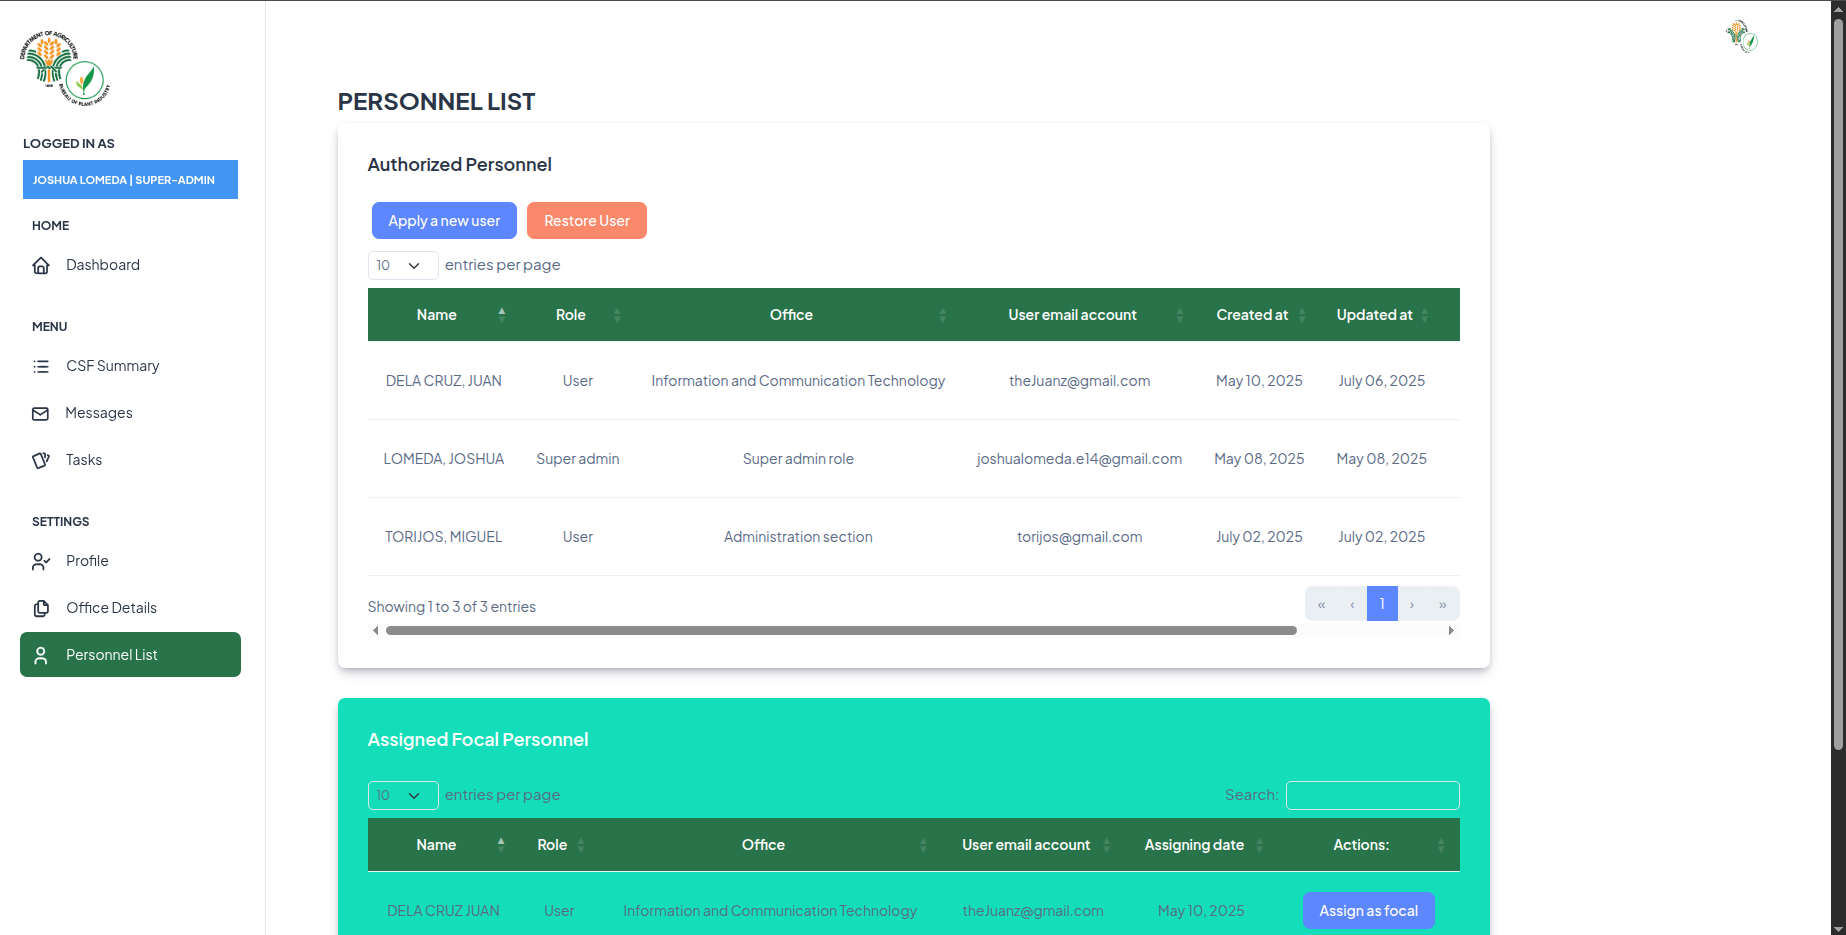 DEPARTMENT OF AGRICULTURE
BUREAU OF PLANT INDUSTRY
LOGGED IN AS
JOSHUA LOMEDA | SUPER-ADMIN
HOME
Dashboard
MENU
CSF Summary
Messages
Tasks
SETTINGS
Profile
Office Details
Personnel List
PERSONNEL LIST
Authorized Personnel
Apply a new user Restore User
10 entries per page
Name Role Office User email account Created at Updated at
DELA CRUZ, JUAN User Information and Communication Technology theJuanz@gmail.com May 10, 2025 July 06, 2025
LOMEDA, JOSHUA Super admin Super admin role joshualomeda.e14@gmail.com May 08, 2025 May 08, 2025
TORIJOS, MIGUEL User Administration section torijos@gmail.com July 02, 2025 July 02, 2025
Showing 1 to 3 of 3 entries « ‹ 1 › »
Assigned Focal Personnel
10 entries per page Search:
Name Role Office User email account Assigning date Actions:
DELA CRUZ JUAN User Information and Communication Technology theJuanz@gmail.com May 10, 2025 Assign as focal